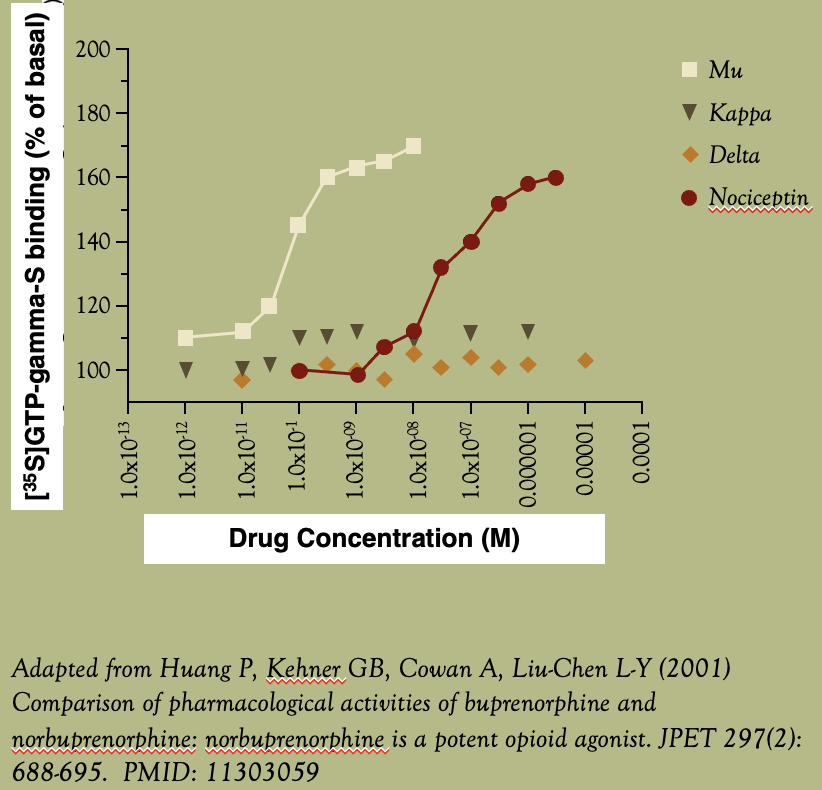 [³⁵S]GTP-gamma-S binding (% of basal)
200
180
160
140
120
100
1.0x10⁻¹³
1.0x10⁻¹²
1.0x10⁻¹¹
1.0x10⁻¹
1.0x10⁻⁰⁹
1.0x10⁻⁰⁸
1.0x10⁻⁰⁷
0.000001
0.00001
0.0001
Drug Concentration (M)
Mu
Kappa
Delta
Nociceptin
Adapted from Huang P, Kehner GB, Cowan A, Liu-Chen L-Y (2001)
Comparison of pharmacological activities of buprenorphine and
norbuprenorphine: norbuprenorphine is a potent opioid agonist. JPET 297(2):
688-695. PMID: 11303059